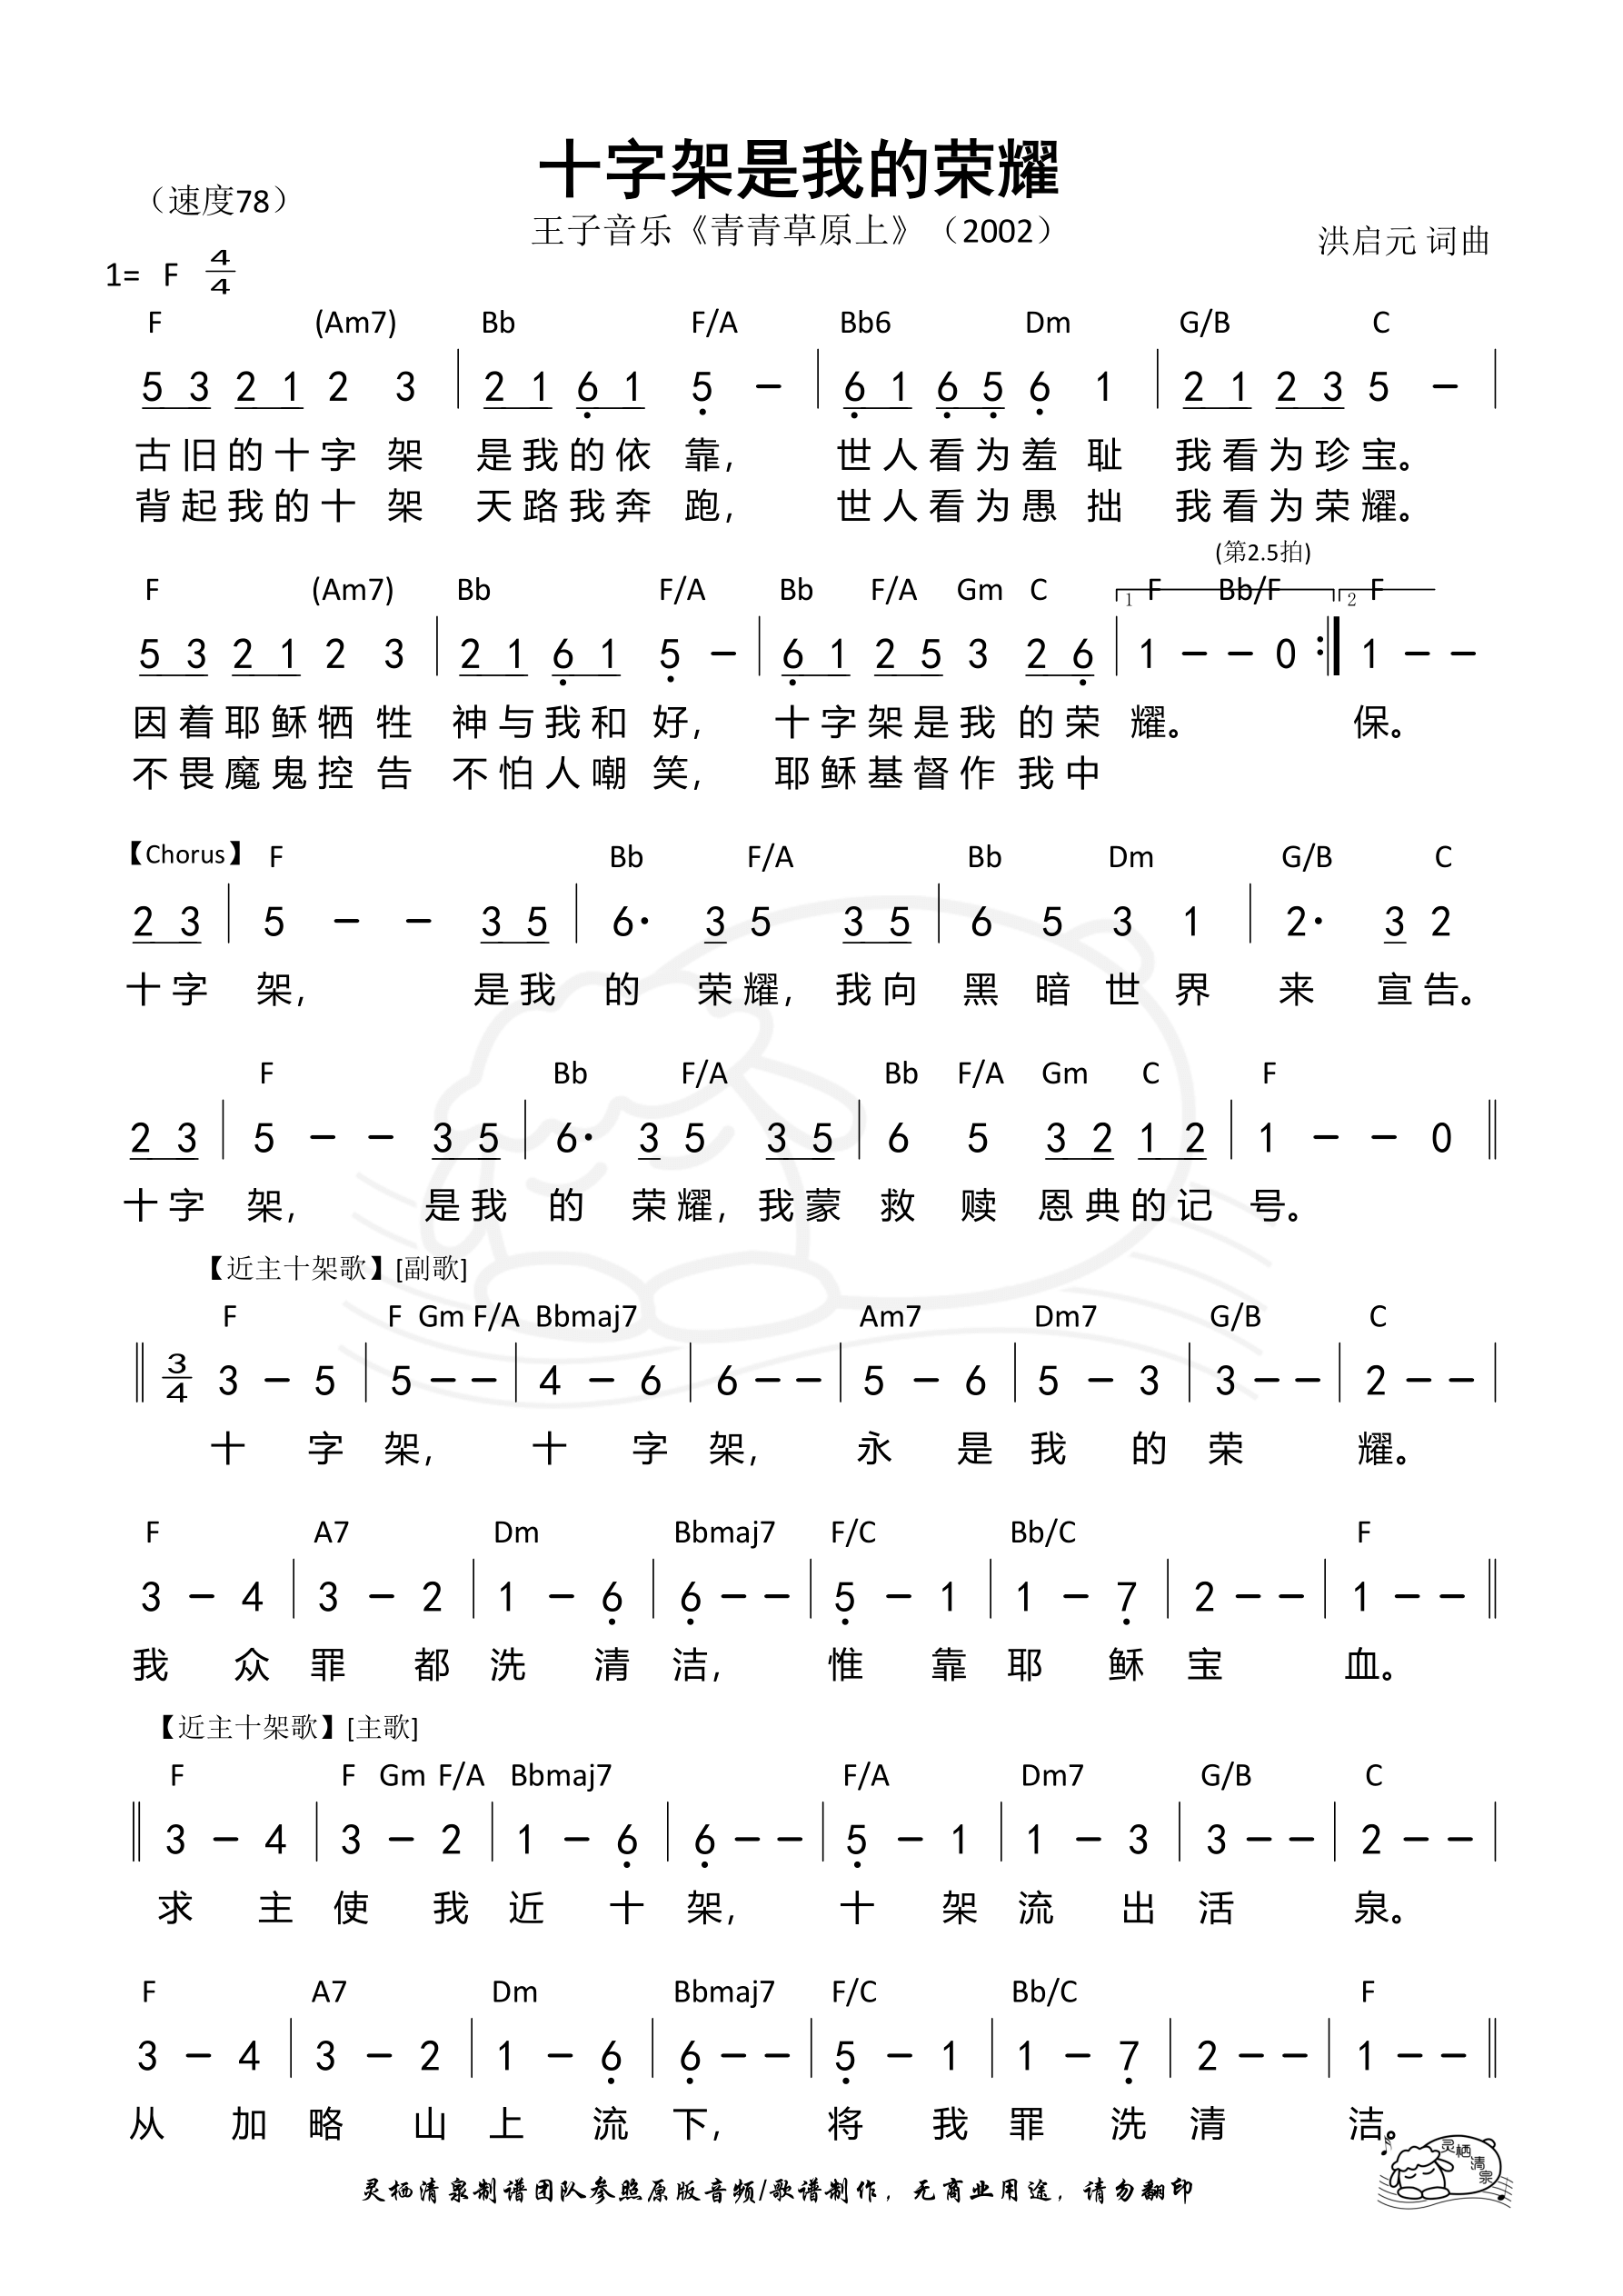 十字架是我的荣耀
（速度78）
王子音乐《青青草原上》（2002）
洪启元 词曲
1= F 4/4
F (Am7) Bb F/A Bb6 Dm G/B C
5 3 2 1 2 3 | 2 1 6 1 5 - | 6 1 6 5 6 1 | 2 1 2 3 5 - |
古旧的十字 架 是我的依 靠， 世人看为羞 耻 我看为珍宝。
背起我的十 架 天路我奔 跑， 世人看为愚 拙 我看为荣耀。
(第2.5拍)
F (Am7) Bb F/A Bb F/A Gm C 1 F Bb/F 2 F
5 3 2 1 2 3 | 2 1 6 1 5 - | 6 1 2 5 3 2 6 | 1 - - 0 :| 1 - -
因着耶稣牺 牲 神与我和 好， 十字架是我 的荣 耀。 保。
不畏魔鬼控 告 不怕人嘲 笑， 耶稣基督作 我中
【Chorus】 F Bb F/A Bb Dm G/B C
2 3 | 5 - - 3 5 | 6· 3 5 3 5 | 6 5 3 1 | 2· 3 2
十字 架， 是我 的 荣耀，我向 黑 暗 世 界 来 宣告。
F Bb F/A Bb F/A Gm C F
2 3 | 5 - - 3 5 | 6· 3 5 3 5 | 6 5 3 2 1 2 | 1 - - 0 ‖
十字 架， 是我 的 荣耀，我蒙 救 赎 恩典的记 号。
【近主十架歌】[副歌]
F F Gm F/A Bbmaj7 Am7 Dm7 G/B C
‖ 3/4 3 - 5 | 5 - - | 4 - 6 | 6 - - | 5 - 6 | 5 - 3 | 3 - - | 2 - - |
十 字 架， 十 字 架， 永 是 我 的 荣 耀。
F A7 Dm Bbmaj7 F/C Bb/C F
3 - 4 | 3 - 2 | 1 - 6 | 6 - - | 5 - 1 | 1 - 7 | 2 - - | 1 - - ‖
我 众 罪 都 洗 清 洁， 惟 靠 耶 稣 宝 血。
【近主十架歌】[主歌]
F F Gm F/A Bbmaj7 F/A Dm7 G/B C
‖ 3 - 4 | 3 - 2 | 1 - 6 | 6 - - | 5 - 1 | 1 - 3 | 3 - - | 2 - - |
求 主 使 我 近 十 架， 十 架 流 出 活 泉。
F A7 Dm Bbmaj7 F/C Bb/C F
3 - 4 | 3 - 2 | 1 - 6 | 6 - - | 5 - 1 | 1 - 7 | 2 - - | 1 - - ‖
从 加 略 山 上 流 下， 将 我 罪 洗 清 洁。
灵栖清泉制谱团队参照原版音频/歌谱制作，无商业用途，请勿翻印
灵栖清泉